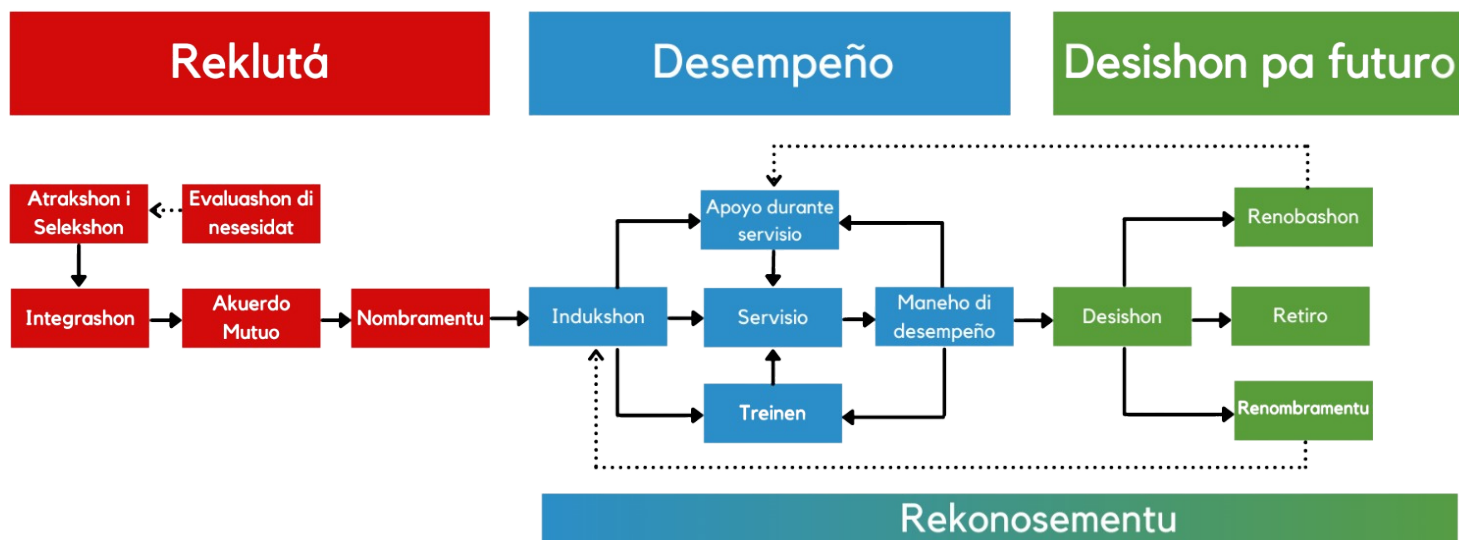 Reklutá
Desempeño
Desishon pa futuro
Atrakshon i
Selekshon
Evaluashon di
nesesidat
Integrashon
Akuerdo
Mutuo
Nombramentu
Indukshon
Apoyo durante
servisio
Servisio
Treinen
Maneho di
desempeño
Desishon
Renobashon
Retiro
Renombramentu
Rekonosementu